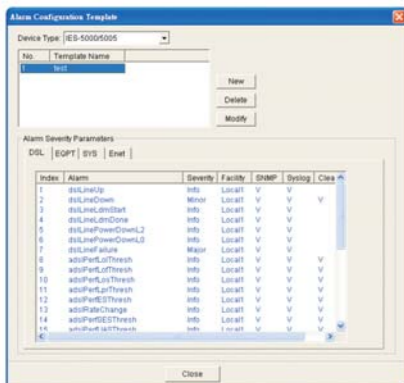 Alarm Configuration Template
Device Type: IES-5000/5005
No. Template Name
1 test
New
Delete
Modify
Alarm Severity Parameters
DSL EQPT SYS Enet
Index Alarm Severity Facility SNMP Syslog Clea
1 dslLineUp Info Local1 V V
2 dslLineDown Minor Local1 V V V
3 dslLineLdmStart Info Local1 V V
4 dslLineLdmDone Info Local1 V V
5 dslLinePowerDownL2 Info Local1 V V
6 dslLinePowerDownL0 Info Local1 V V
7 dslLineFailure Major Local1 V V
8 adslPerfLolThresh Info Local1 V V V
9 adslPerfLofThresh Info Local1 V V V
10 adslPerfLosThresh Info Local1 V V V
11 adslPerfLprThresh Info Local1 V V V
12 adslPerfESThresh Info Local1 V V V
13 adslRateChange Info Local1 V V V
14 adslPerfSESThresh Info Local1 V V V
15 adslPerfUASThresh Info Local1 V V V
Close